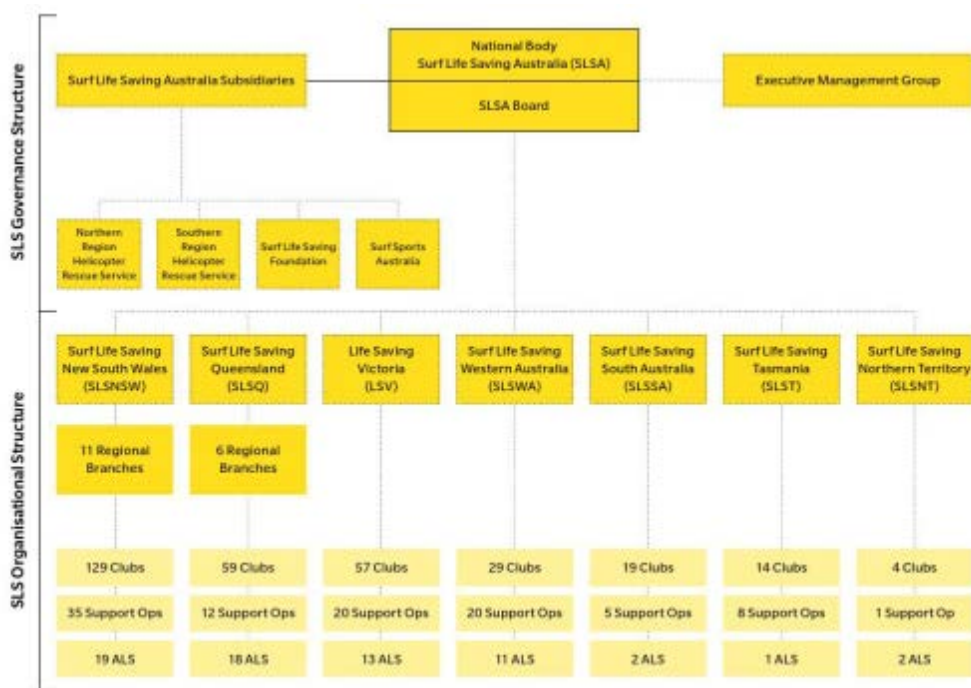 SLS Governance Structure
National Body
Surf Life Saving Australia (SLSA)
SLSA Board
Surf Life Saving Australia Subsidiaries
Executive Management Group
Northern
Region
Helicopter
Rescue Service
Southern
Region
Helicopter
Rescue Service
Surf Life Saving
Foundation
Surf Sports
Australia
SLS Organisational Structure
Surf Life Saving
New South Wales
(SLSNSW)
Surf Life Saving
Queensland
(SLSQ)
Life Saving
Victoria
(LSV)
Surf Life Saving
Western Australia
(SLSWA)
Surf Life Saving
South Australia
(SLSSA)
Surf Life Saving
Tasmania
(SLST)
Surf Life Saving
Northern Territory
(SLSNT)
11 Regional
Branches
6 Regional
Branches
129 Clubs
59 Clubs
57 Clubs
29 Clubs
19 Clubs
14 Clubs
4 Clubs
35 Support Ops
12 Support Ops
20 Support Ops
20 Support Ops
5 Support Ops
8 Support Ops
1 Support Op
19 ALS
18 ALS
13 ALS
11 ALS
2 ALS
1 ALS
2 ALS